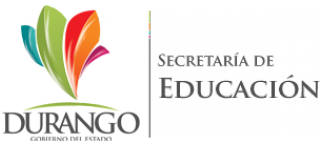 DURANGO
GOBIERNO DEL ESTADO
SECRETARÍA DE
EDUCACIÓN